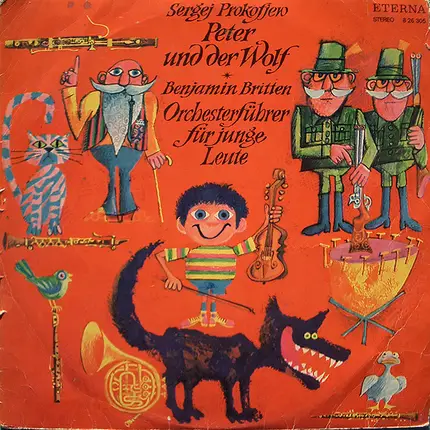 Sergej Prokofjew
Peter
und der Wolf
Benjamin Britten
Orchesterführer
für junge
Leute
ETERNA
STEREO 8 26 305